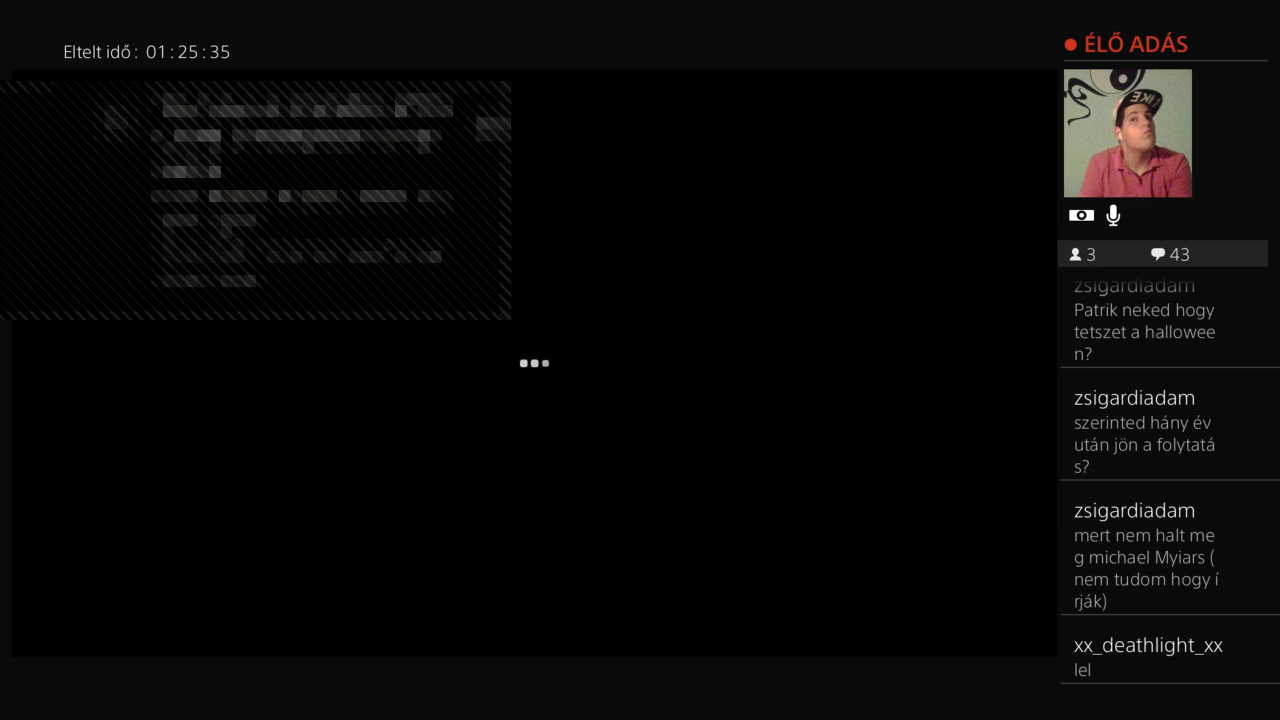 Eltelt idő : 01 : 25 : 35
ÉLŐ ADÁS
3 43
zsigardiadam
Patrik neked hogy
tetszet a hallowee
n?
zsigardiadam
szerinted hány év
után jön a folytatá
s?
zsigardiadam
mert nem halt me
g michael Myiars (
nem tudom hogy í
rják)
xx_deathlight_xx
lel